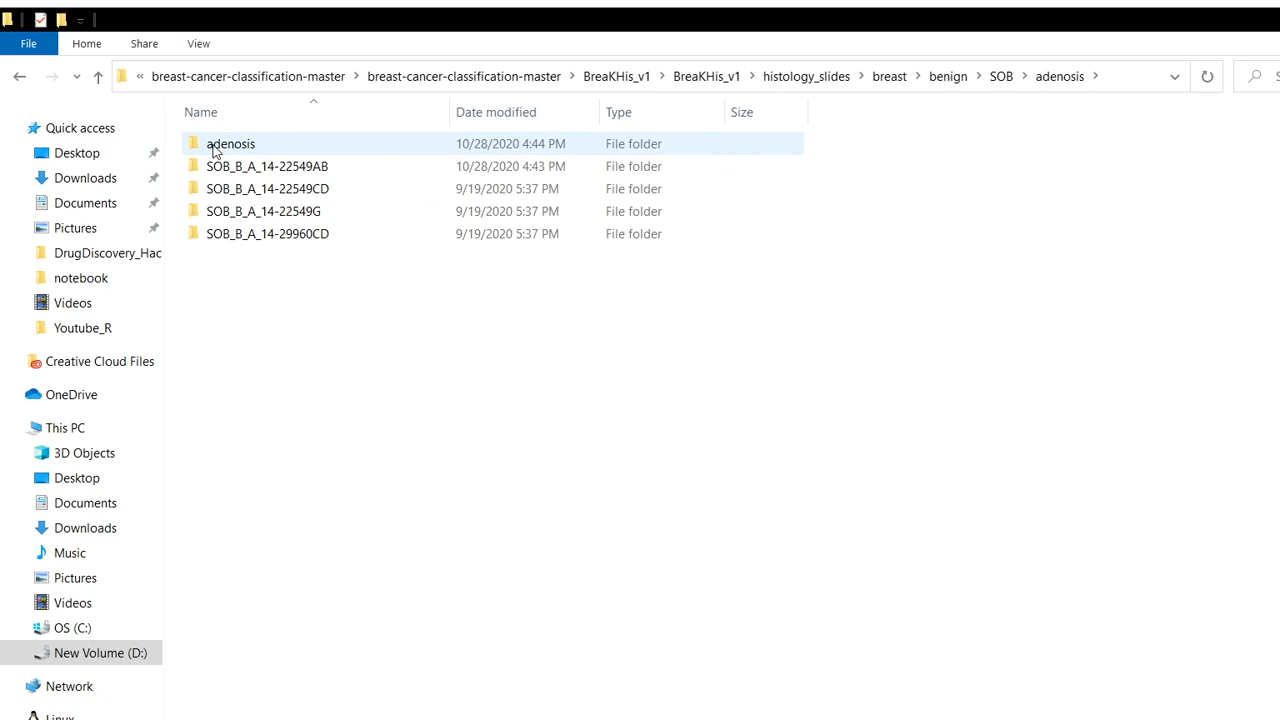 File Home Share View
« breast-cancer-classification-master > breast-cancer-classification-master > BreaKHis_v1 > BreaKHis_v1 > histology_slides > breast > benign > SOB > adenosis >
Name Date modified Type Size
Quick access
Desktop
Downloads
Documents
Pictures
DrugDiscovery_Hac
notebook
Videos
Youtube_R
Creative Cloud Files
OneDrive
This PC
3D Objects
Desktop
Documents
Downloads
Music
Pictures
Videos
OS (C:)
New Volume (D:)
Network
Linux
adenosis 10/28/2020 4:44 PM File folder
SOB_B_A_14-22549AB 10/28/2020 4:43 PM File folder
SOB_B_A_14-22549CD 9/19/2020 5:37 PM File folder
SOB_B_A_14-22549G 9/19/2020 5:37 PM File folder
SOB_B_A_14-29960CD 9/19/2020 5:37 PM File folder